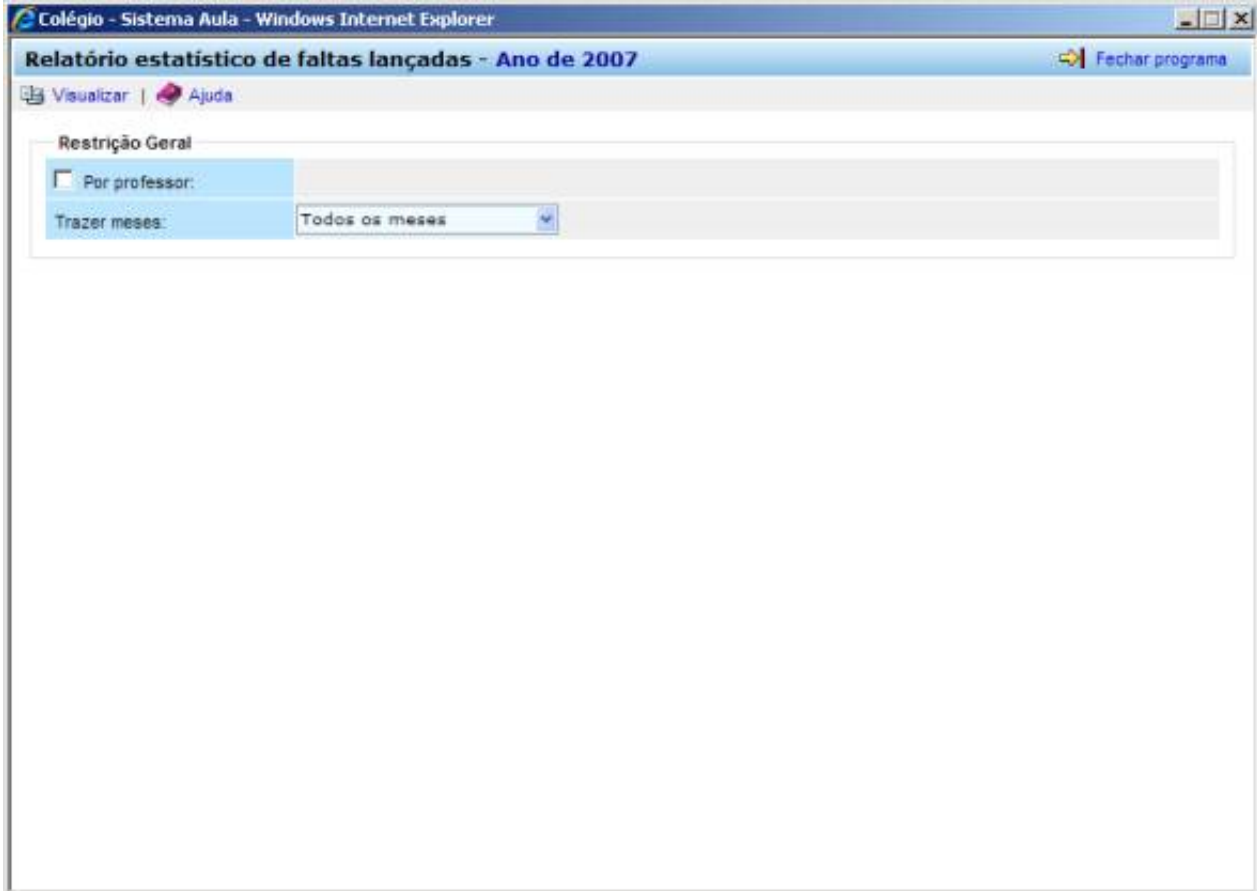 Colégio - Sistema Aula - Windows Internet Explorer
Relatório estatístico de faltas lançadas - Ano de 2007 Fechar programa
Visualizar | Ajuda
Restrição Geral
Por professor:
Trazer meses: Todos os meses